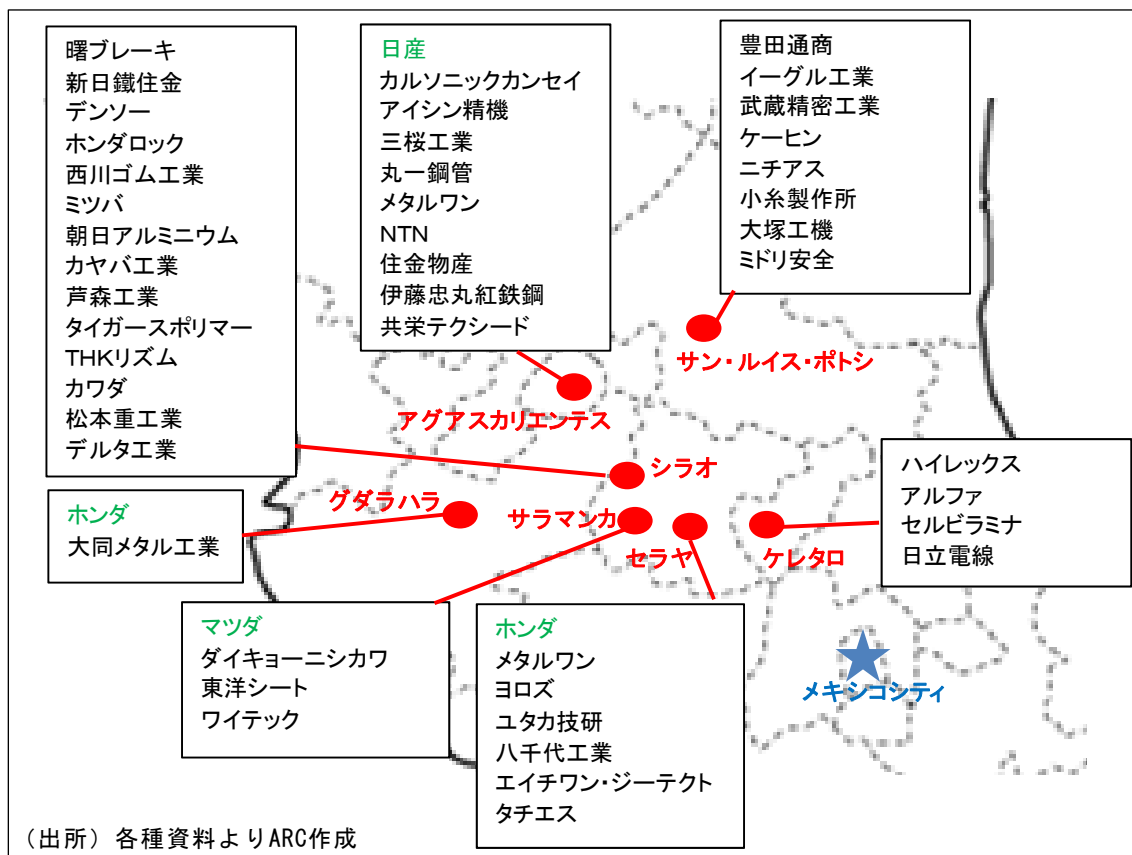 曙ブレーキ
新日鐵住金
デンソー
ホンダロック
西川ゴム工業
ミツバ
朝日アルミニウム
カヤバ工業
芦森工業
タイガースポリマー
THKリズム
カワダ
松本重工業
デルタ工業
日産
カルソニックカンセイ
アイシン精機
三桜工業
丸一鋼管
メタルワン
NTN
住金物産
伊藤忠丸紅鉄鋼
共栄テクシード
豊田通商
イーグル工業
武蔵精密工業
ケーヒン
ニチアス
小糸製作所
大塚工機
ミドリ安全
サン・ルイス・ポトシ
アグアスカリエンテス
シラオ
グダラハラ
サラマンカ
セラヤ
ケレタロ
ハイレックス
アルファ
セルビラミナ
日立電線
ホンダ
大同メタル工業
マツダ
ダイキョーニシカワ
東洋シート
ワイテック
ホンダ
メタルワン
ヨロズ
ユタカ技研
八千代工業
エイチワン・ジーテクト
タチエス
メキシコシティ
（出所）各種資料よりARC作成